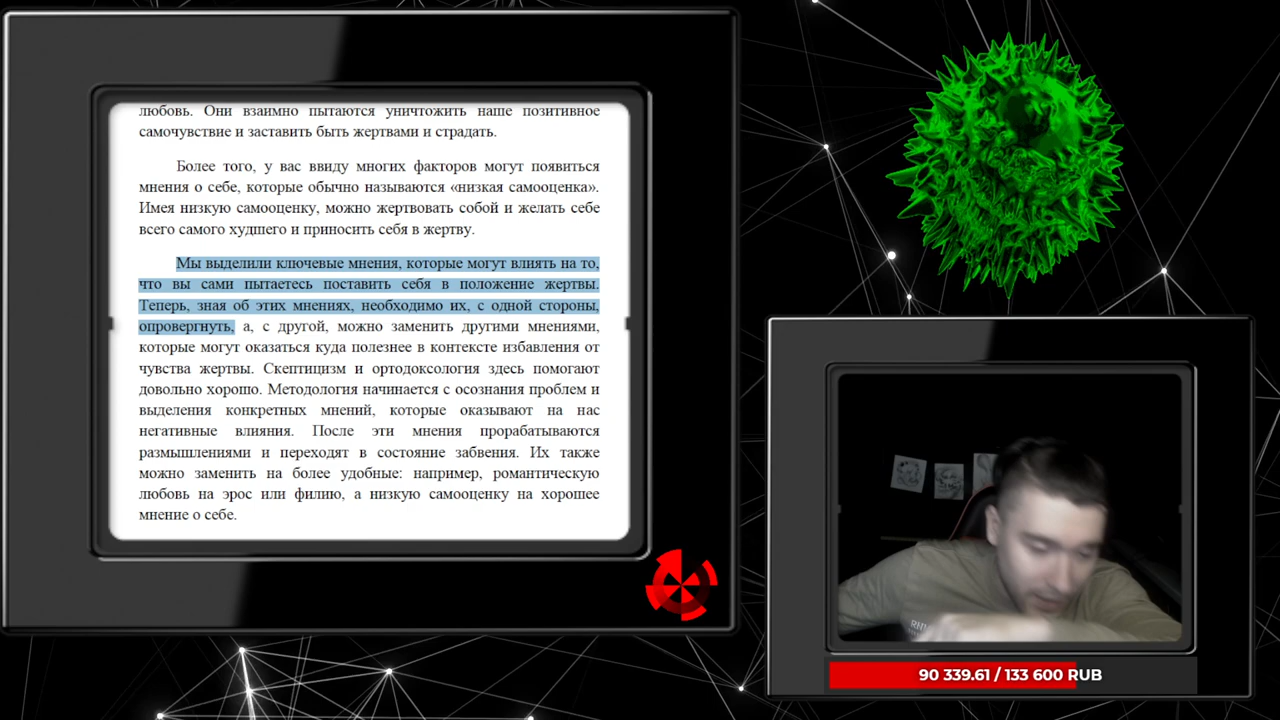 любовь. Они взаимно пытаются уничтожить наше позитивное
самочувствие и заставить быть жертвами и страдать.
Более того, у вас ввиду многих факторов могут появиться
мнения о себе, которые обычно называются «низкая самооценка».
Имея низкую самооценку, можно жертвовать собой и желать себе
всего самого худшего и приносить себя в жертву.
Мы выделили ключевые мнения, которые могут влиять на то,
что вы сами пытаетесь поставить себя в положение жертвы.
Теперь, зная об этих мнениях, необходимо их, с одной стороны,
опровергнуть, а, с другой, можно заменить другими мнениями,
которые могут оказаться куда полезнее в контексте избавления от
чувства жертвы. Скептицизм и ортодоксология здесь помогают
довольно хорошо. Методология начинается с осознания проблем и
выделения конкретных мнений, которые оказывают на нас
негативные влияния. После эти мнения прорабатываются
размышлениями и переходят в состояние забвения. Их также
можно заменить на более удобные: например, романтическую
любовь на эрос или филию, а низкую самооценку на хорошее
мнение о себе.
90 339.61 / 133 600 RUB